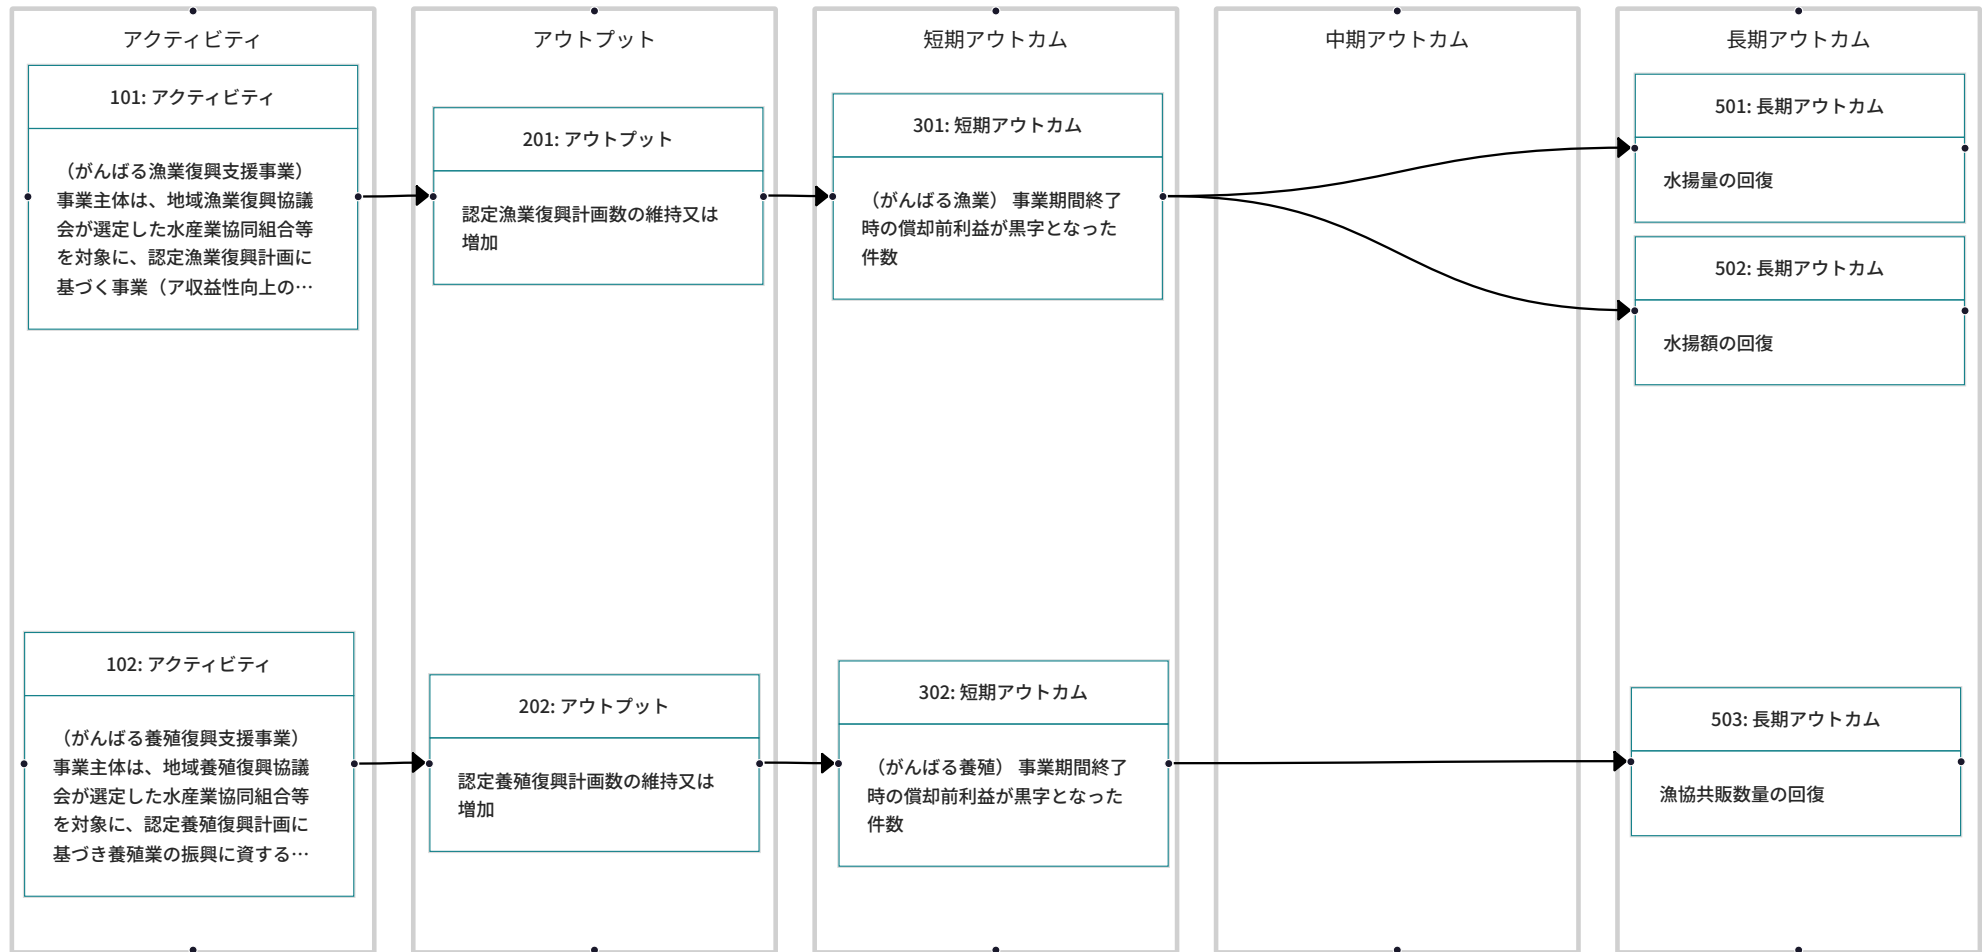 アクティビティ
101: アクティビティ
（がんばる漁業復興支援事業）
事業主体は、地域漁業復興協議
会が選定した水産業協同組合等
を対象に、認定漁業復興計画に
基づく事業（ア収益性向上の…
102: アクティビティ
（がんばる養殖復興支援事業）
事業主体は、地域養殖復興協議
会が選定した水産業協同組合等
を対象に、認定養殖復興計画に
基づき養殖業の振興に資する…
アウトプット
201: アウトプット
認定漁業復興計画数の維持又は
増加
202: アウトプット
認定養殖復興計画数の維持又は
増加
短期アウトカム
301: 短期アウトカム
（がんばる漁業） 事業期間終了
時の償却前利益が黒字となった
件数
302: 短期アウトカム
（がんばる養殖） 事業期間終了
時の償却前利益が黒字となった
件数
中期アウトカム
長期アウトカム
501: 長期アウトカム
水揚量の回復
502: 長期アウトカム
水揚額の回復
503: 長期アウトカム
漁協共販数量の回復